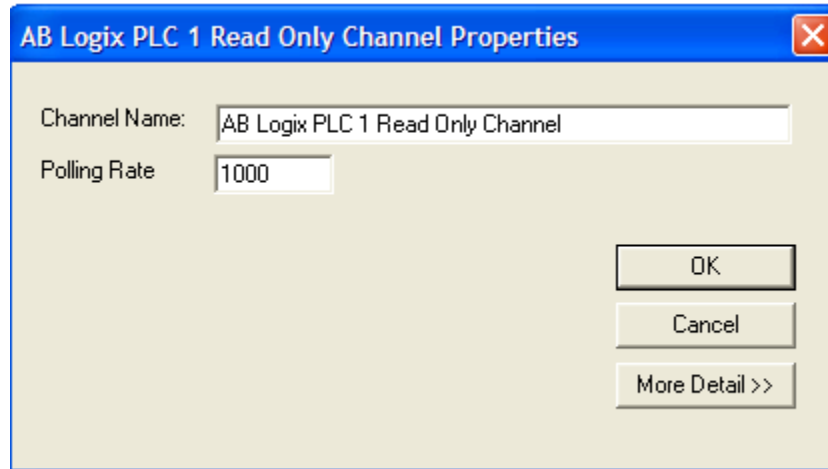 AB Logix PLC 1 Read Only Channel Properties
Channel Name: AB Logix PLC 1 Read Only Channel
Polling Rate 1000
OK
Cancel
More Detail >>